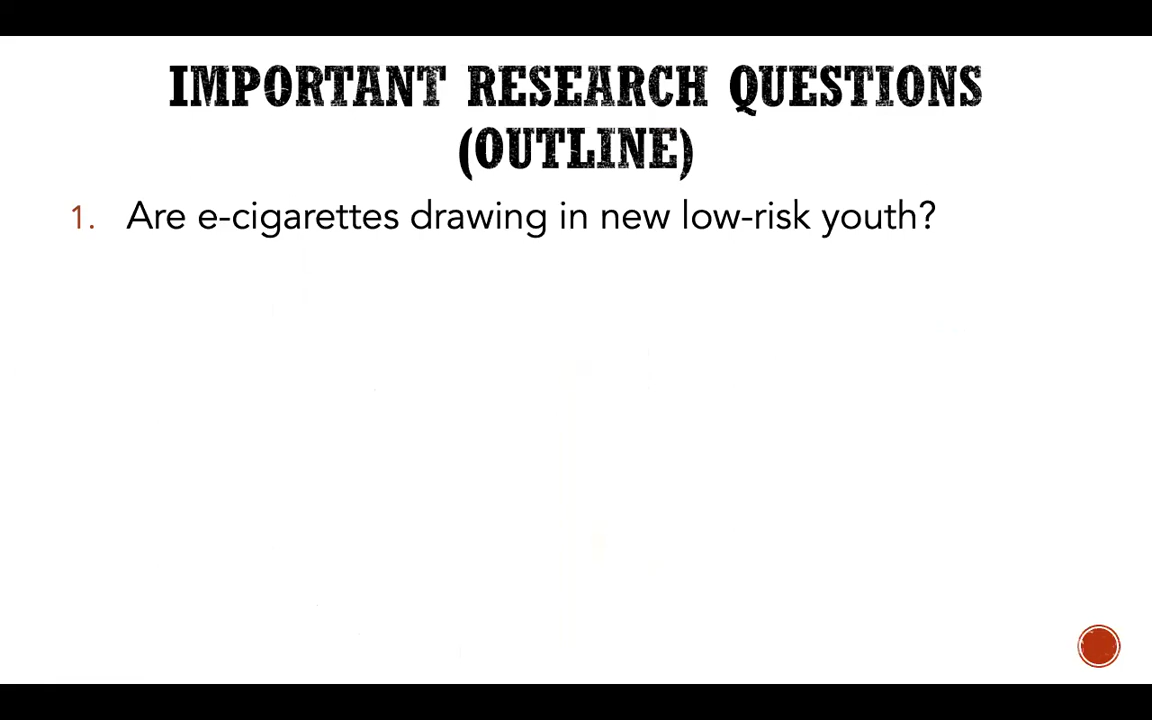 IMPORTANT RESEARCH QUESTIONS
(OUTLINE)
1. Are e-cigarettes drawing in new low-risk youth?